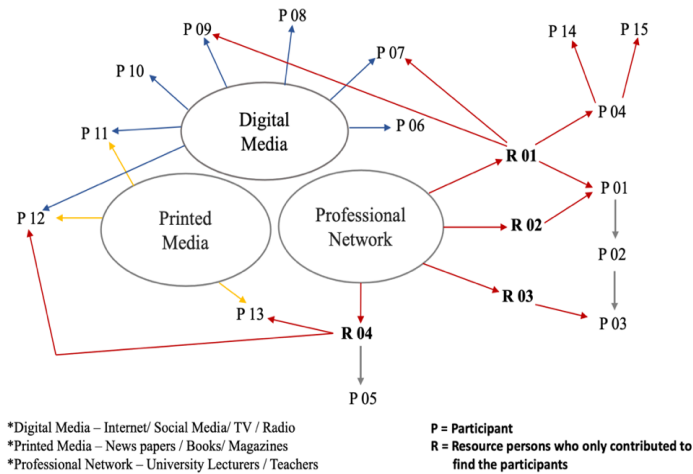 P 08
P 09
P 14
P 15
P 07
P 10
P 04
Digital
Media
P 06
P 11
R 01
P 01
P 12
Printed
Media
Professional
Network
R 02
P 02
R 03
P 13
P 03
R 04
P 05
*Digital Media – Internet/ Social Media/ TV / Radio
*Printed Media – News papers / Books/ Magazines
*Professional Network – University Lecturers / Teachers
P = Participant
R = Resource persons who only contributed to
find the participants